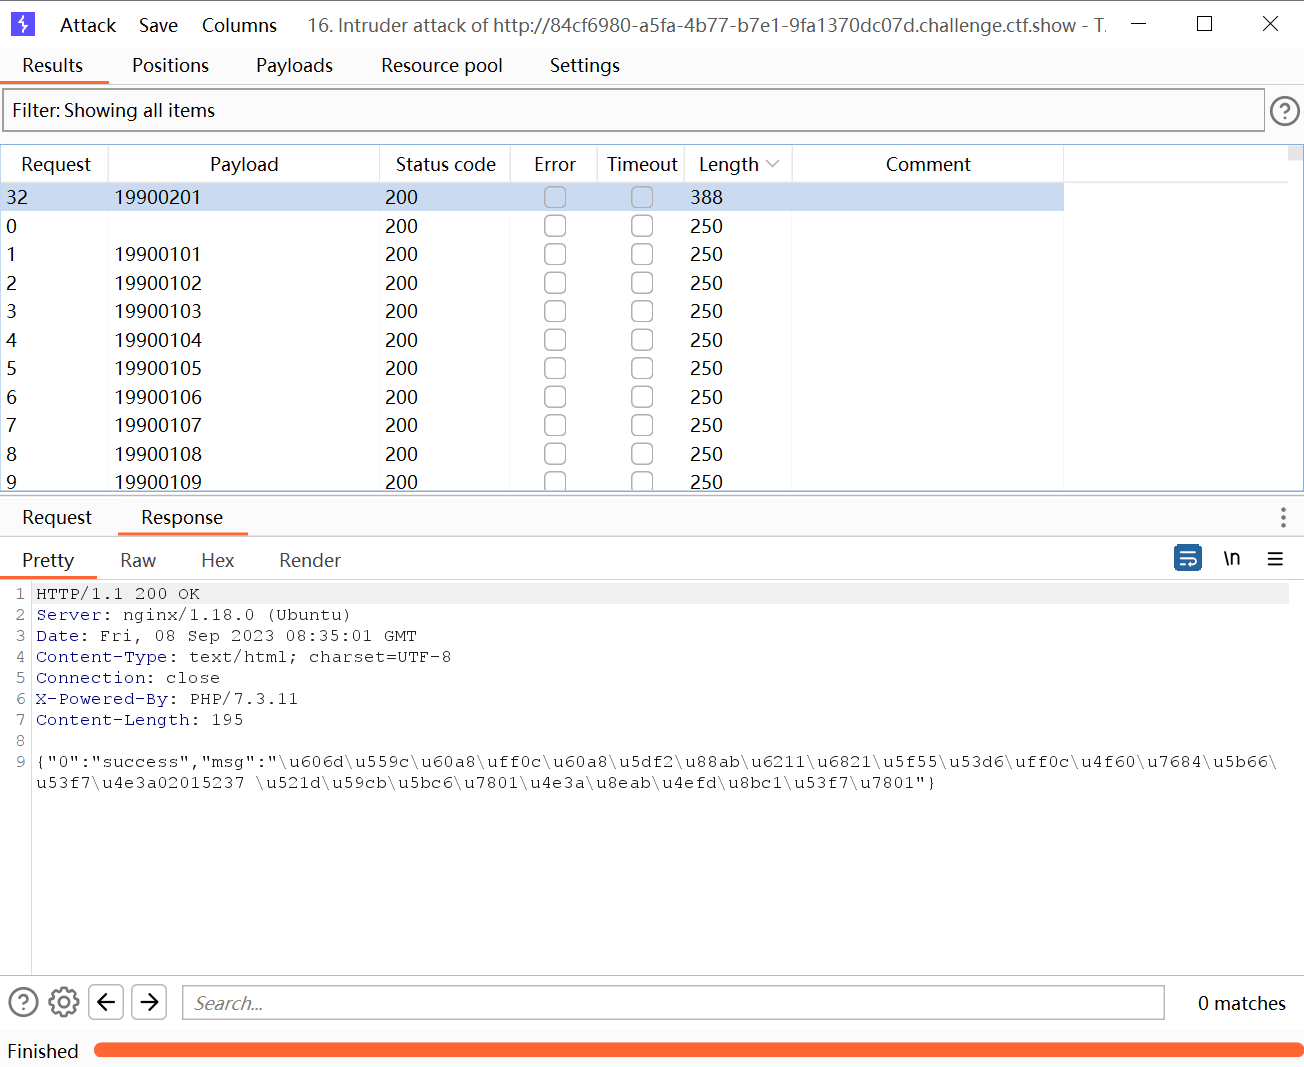 Attack Save Columns 16. Intruder attack of http://84cf6980-a5fa-4b77-b7e1-9fa1370dc07d.challenge.ctf.show - T.
Results Positions Payloads Resource pool Settings
Filter: Showing all items
?
Request Payload Status code Error Timeout Length Comment
32 19900201 200 388
0 200 250
1 19900101 200 250
2 19900102 200 250
3 19900103 200 250
4 19900104 200 250
5 19900105 200 250
6 19900106 200 250
7 19900107 200 250
8 19900108 200 250
9 19900109 200 250
Request Response
Pretty Raw Hex Render \n
1 HTTP/1.1 200 OK
2 Server: nginx/1.18.0 (Ubuntu)
3 Date: Fri, 08 Sep 2023 08:35:01 GMT
4 Content-Type: text/html; charset=UTF-8
5 Connection: close
6 X-Powered-By: PHP/7.3.11
7 Content-Length: 195
8
9 {"0":"success","msg":"\u606d\u559c\u60a8\uff0c\u60a8\u5df2\u88ab\u6211\u6821\u5f55\u53d6\uff0c\u4f60\u7684\u5b66\
u53f7\u4e3a02015237 \u521d\u59cb\u5bc6\u7801\u4e3a\u8eab\u4efd\u8bc1\u53f7\u7801"}
? Search... 0 matches
Finished